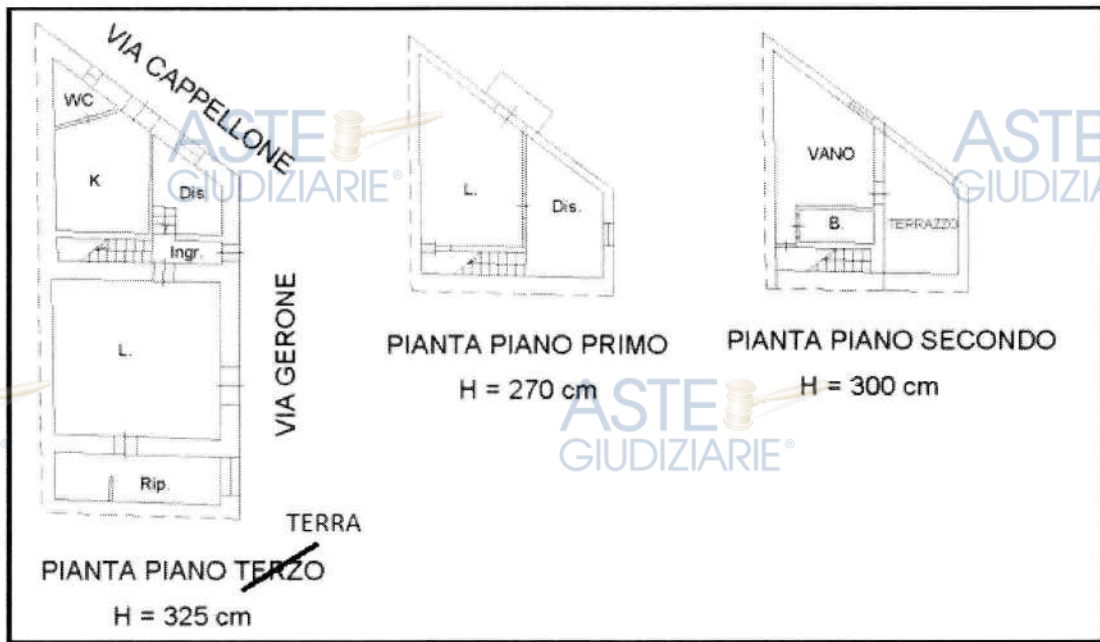 VIA CAPPELLONE
WC
K
Dis.
Ingr.
L.
VIA GERONE
Rip.
TERRA
PIANTA PIANO TERZO
H = 325 cm
L.
Dis.
PIANTA PIANO PRIMO
H = 270 cm
VANO
B.
TERRAZZO
PIANTA PIANO SECONDO
H = 300 cm
ASTE
GIUDIZIARIE®
ASTE
GIUDIZIA
ASTE
GIUDIZIARIE®